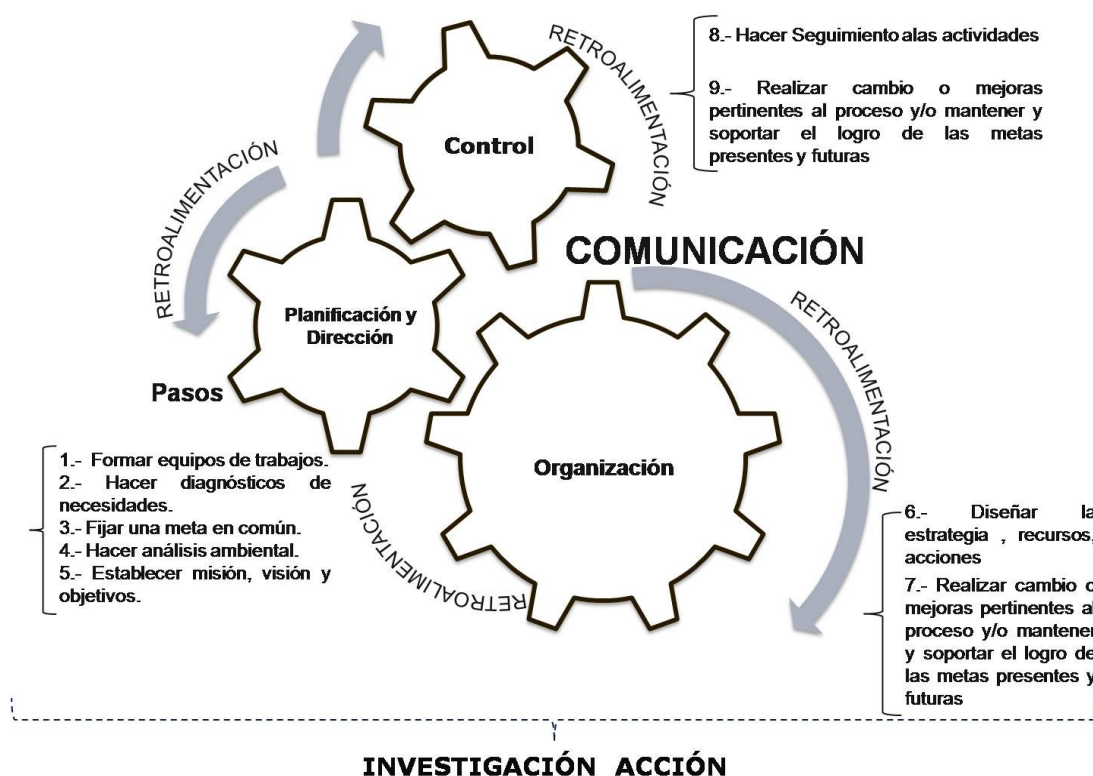 RETROALIMENTACIÓN
8.- Hacer Seguimiento alas actividades
9.- Realizar cambio o
mejoras
pertinentes al proceso y/o mantener y
soportar el logro de las metas
presentes y futuras
Control
RETROALIMENTACIÓN
COMUNICACIÓN
Planificación y
Dirección
RETROALIMENTACIÓN
Pasos
Organización
1.- Formar equipos de trabajos.
2.- Hacer diagnósticos de
necesidades.
3.- Fijar una meta en común.
4.- Hacer análisis ambiental.
5.- Establecer misión, visión y
objetivos.
RETROALIMENTACIÓN
6.- Diseñar la
estrategia , recursos,
acciones
7.- Realizar cambio o
mejoras pertinentes al
proceso y/o mantener
y soportar el logro de
las metas presentes y
futuras
INVESTIGACIÓN ACCIÓN